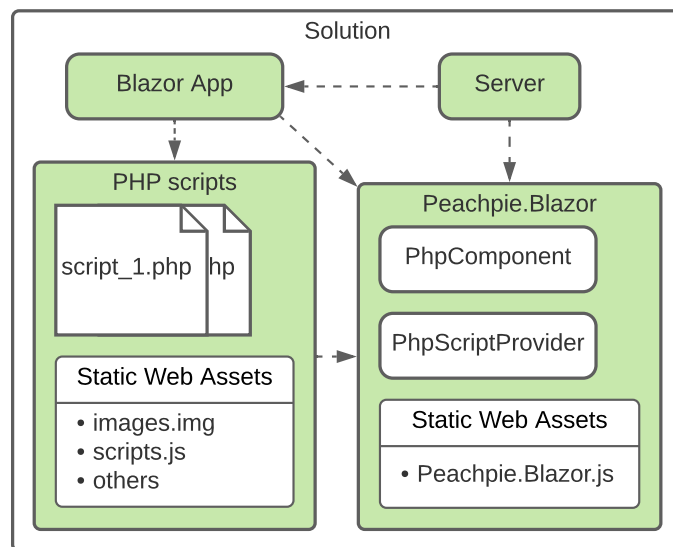 Solution
Blazor App
Server
PHP scripts
script_1.php
hp
Static Web Assets
• images.img
• scripts.js
• others
Peachpie.Blazor
PhpComponent
PhpScriptProvider
Static Web Assets
• Peachpie.Blazor.js